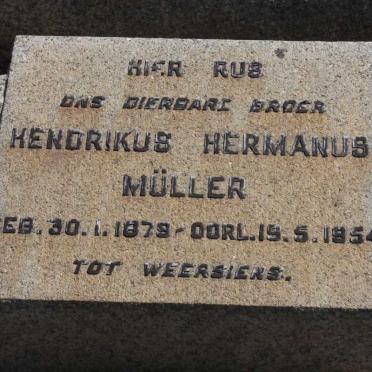 HIER RUS
ONS DIERBARE BROER
HENDRIKUS HERMANUS
MÜLLER
GEB. 30.1.1879 - OORL. 19.5.1954
TOT WEERSIENS.